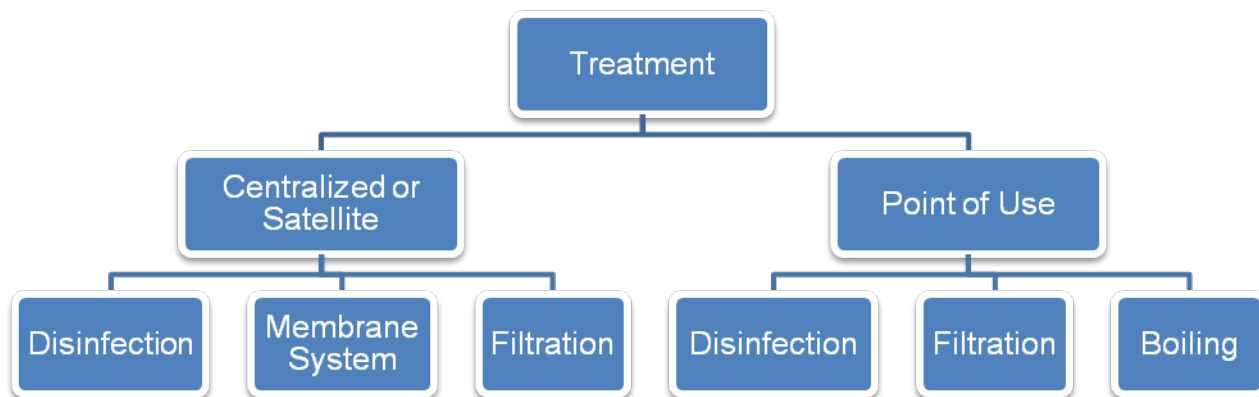 Treatment
Centralized or
Satellite
Point of Use
Disinfection
Membrane
System
Filtration
Disinfection
Filtration
Boiling